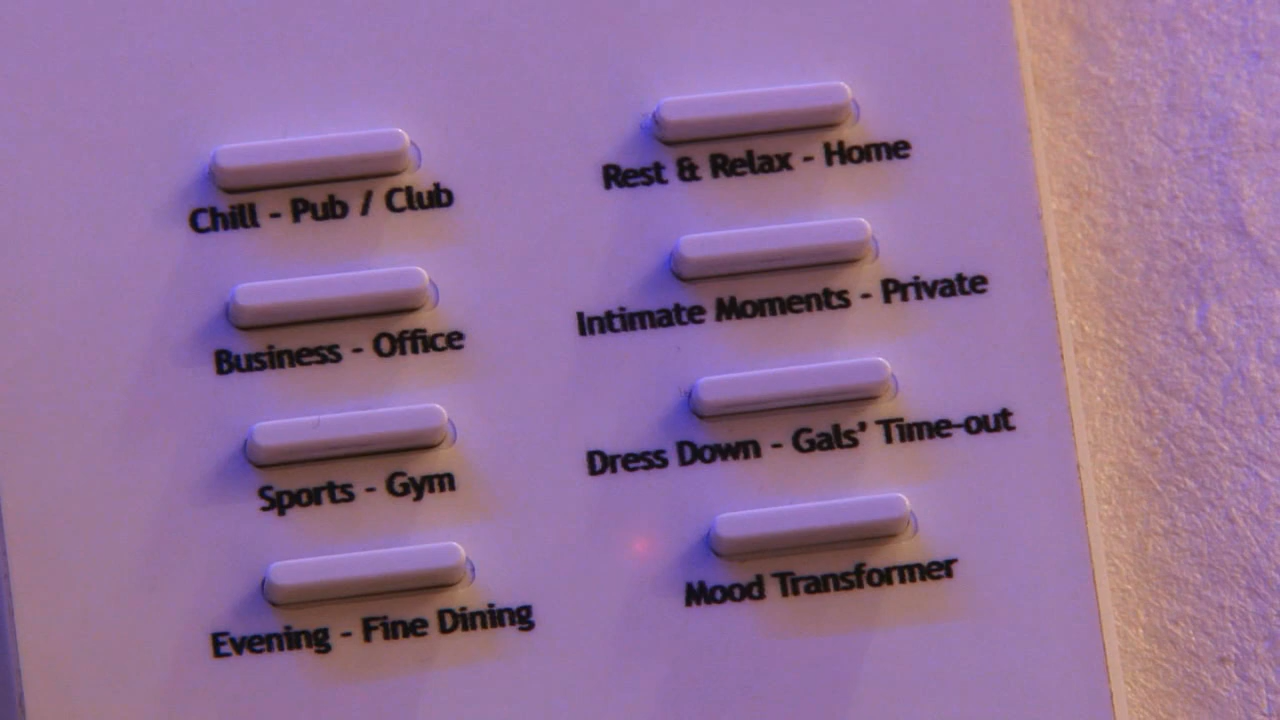 Chill - Pub / Club
Business - Office
Sports - Gym
Evening - Fine Dining
Rest & Relax - Home
Intimate Moments - Private
Dress Down - Gals' Time-out
Mood Transformer